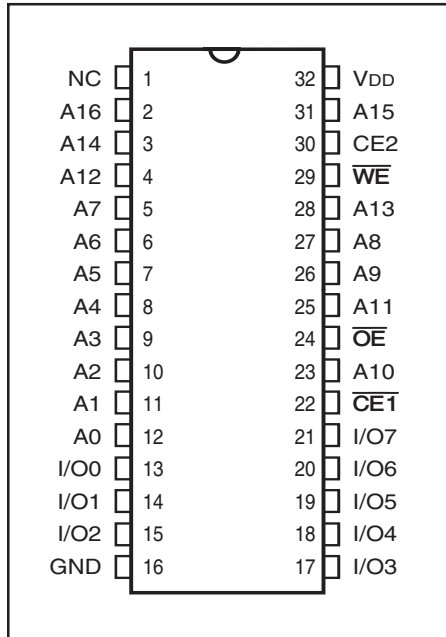 NC 1 32 VDD
A16 2 31 A15
A14 3 30 CE2
A12 4 29 W̅E̅
A7 5 28 A13
A6 6 27 A8
A5 7 26 A9
A4 8 25 A11
A3 9 24 O̅E̅
A2 10 23 A10
A1 11 22 C̅E̅1̅
A0 12 21 I/O7
I/O0 13 20 I/O6
I/O1 14 19 I/O5
I/O2 15 18 I/O4
GND 16 17 I/O3